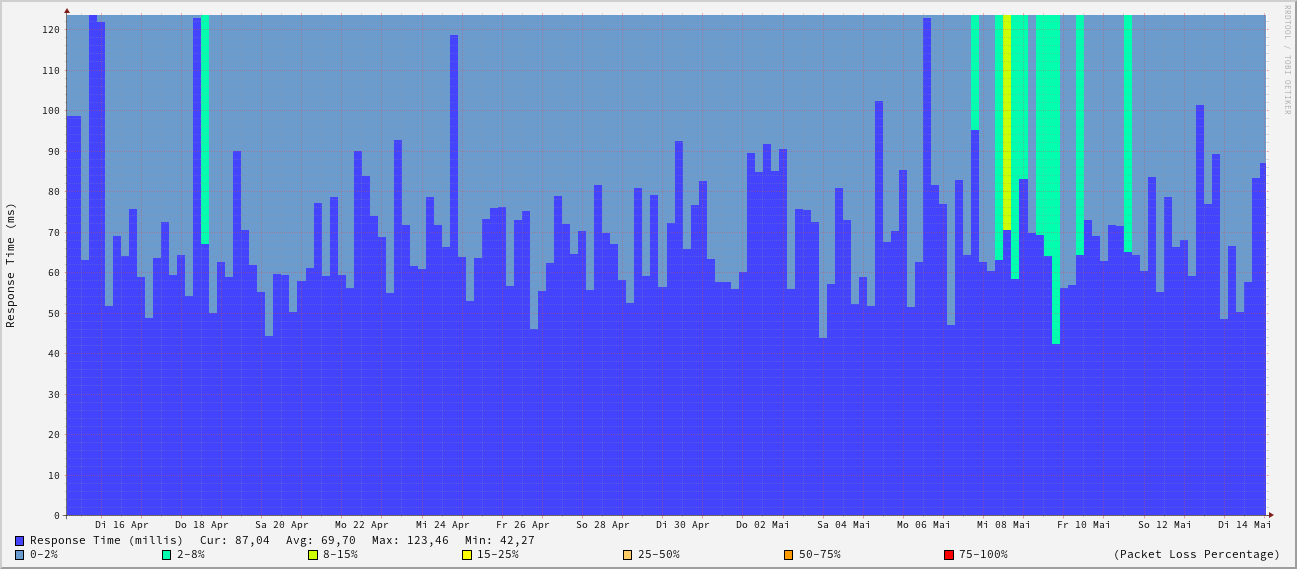 RRDTOOL / TOBI OETIKER
Response Time (ms)
120
110
100
90
80
70
60
50
40
30
20
10
0
Di 16 Apr Do 18 Apr Sa 20 Apr Mo 22 Apr Mi 24 Apr Fr 26 Apr So 28 Apr Di 30 Apr Do 02 Mai Sa 04 Mai Mo 06 Mai Mi 08 Mai Fr 10 Mai So 12 Mai Di 14 Mai
Response Time (millis) Cur: 87,04 Avg: 69,70 Max: 123,46 Min: 42,27
0-2% 2-8% 8-15% 15-25% 25-50% 50-75% 75-100% (Packet Loss Percentage)